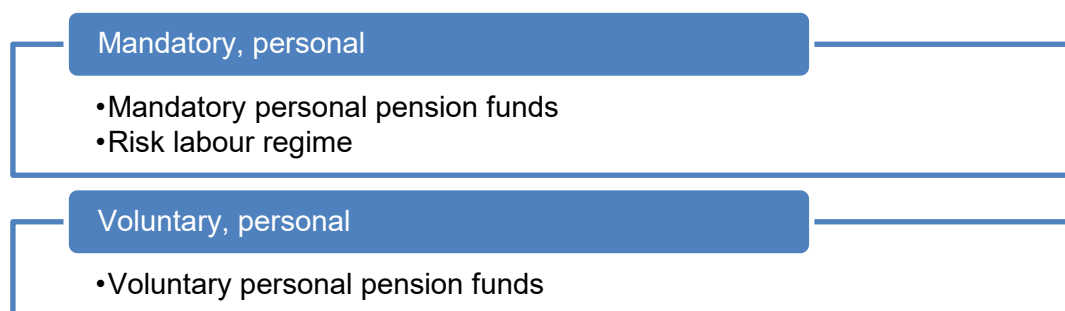 Mandatory, personal
•Mandatory personal pension funds
•Risk labour regime
Voluntary, personal
•Voluntary personal pension funds